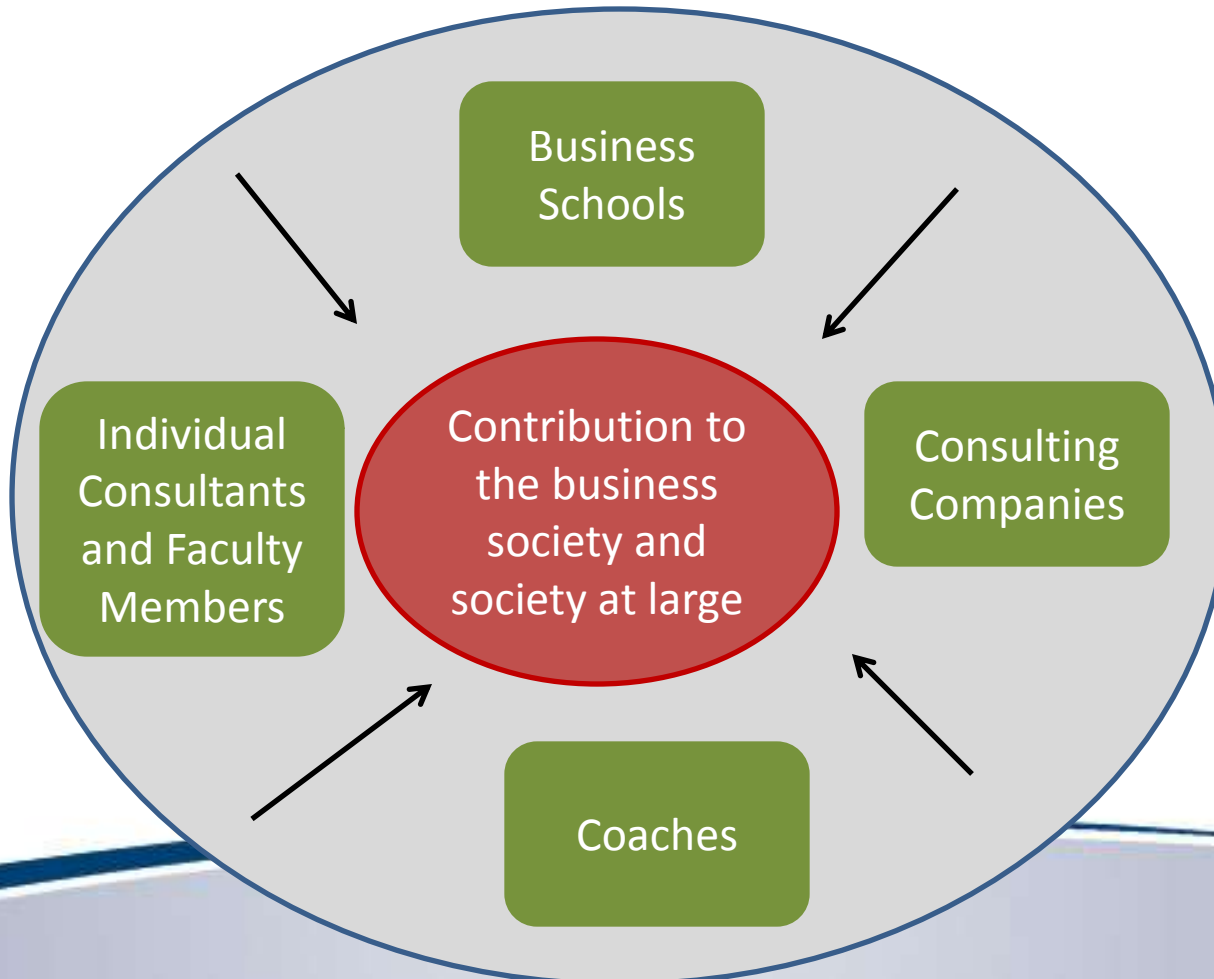 Business
Schools
Individual
Consultants
and Faculty
Members
Contribution to
the business
society and
society at large
Consulting
Companies
Coaches